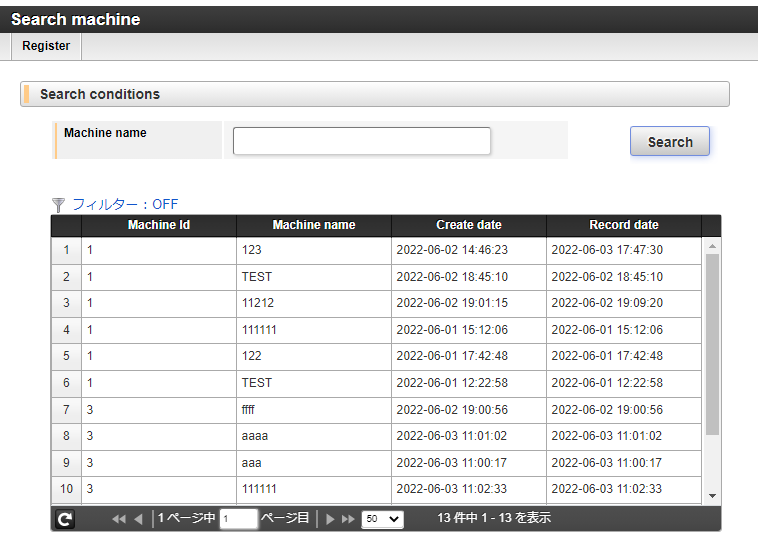 Search machine
Register
Search conditions
Machine name
Search
フィルター：OFF
Machine Id Machine name Create date Record date
1 1 123 2022-06-02 14:46:23 2022-06-03 17:47:30
2 1 TEST 2022-06-02 18:45:10 2022-06-02 18:45:10
3 1 11212 2022-06-02 19:01:15 2022-06-02 19:09:20
4 1 111111 2022-06-01 15:12:06 2022-06-01 15:12:06
5 1 122 2022-06-01 17:42:48 2022-06-01 17:42:48
6 1 TEST 2022-06-01 12:22:58 2022-06-01 12:22:58
7 3 ffff 2022-06-02 19:00:56 2022-06-02 19:00:56
8 3 aaaa 2022-06-03 11:01:02 2022-06-03 11:01:02
9 3 aaa 2022-06-03 11:00:17 2022-06-03 11:00:17
10 3 111111 2022-06-03 11:02:33 2022-06-03 11:02:33
1 ページ中 1 ページ目 50 13 件中 1 - 13 を表示